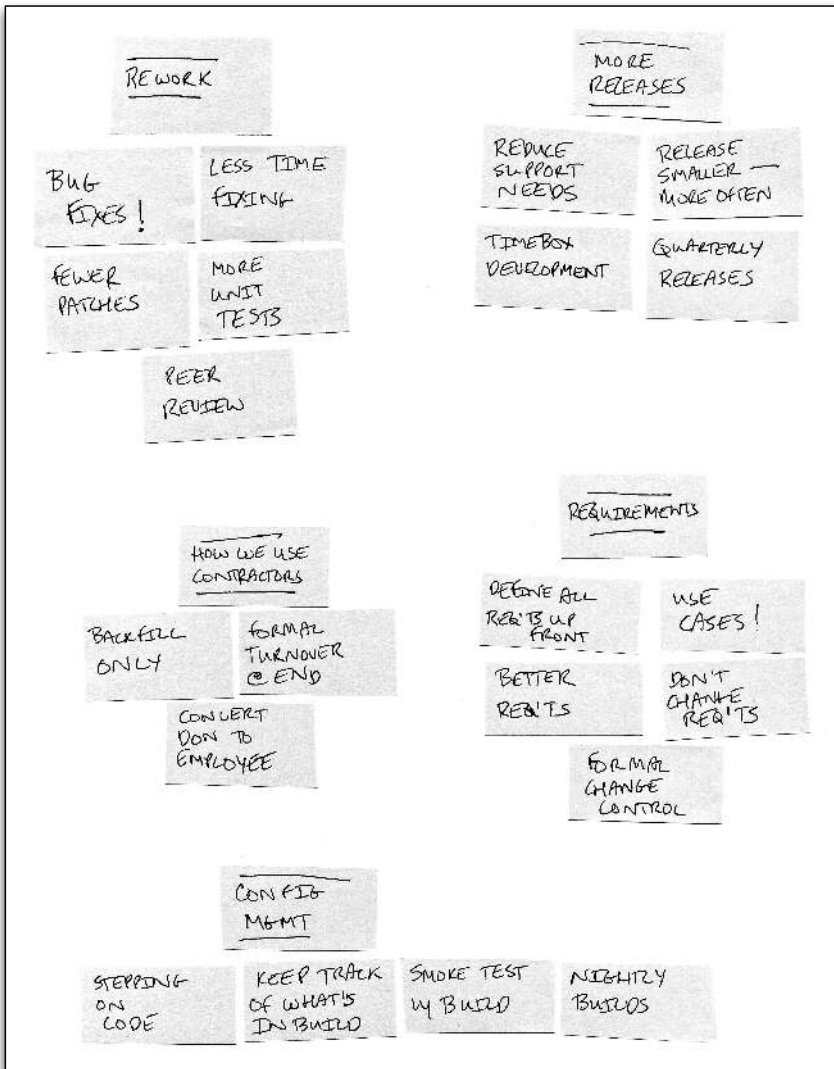 REWORK
BUG
FIXES!
LESS TIME
FIXING
FEWER
PATCHES
MORE
UNIT
TESTS
PEER
REVIEW
MORE
RELEASES
REDUCE
SUPPORT
NEEDS
RELEASE
SMALLER —
MORE OFTEN
TIMEBOX
DEVELOPMENT
QUARTERLY
RELEASES
HOW WE USE
CONTRACTORS
BACKFILL
ONLY
FORMAL
TURNOVER
@ END
CONVERT
DON TO
EMPLOYEE
REQUIREMENTS
DEFINE ALL
REQ'TS UP
FRONT
USE
CASES!
BETTER
REQ'TS
DON'T
CHANGE
REQ'TS
FORMAL
CHANGE
CONTROL
CONFIG
MGMT
STEPPING
ON
CODE
KEEP TRACK
OF WHAT'S
IN BUILD
SMOKE TEST
W/ BUILD
NIGHTLY
BUILDS